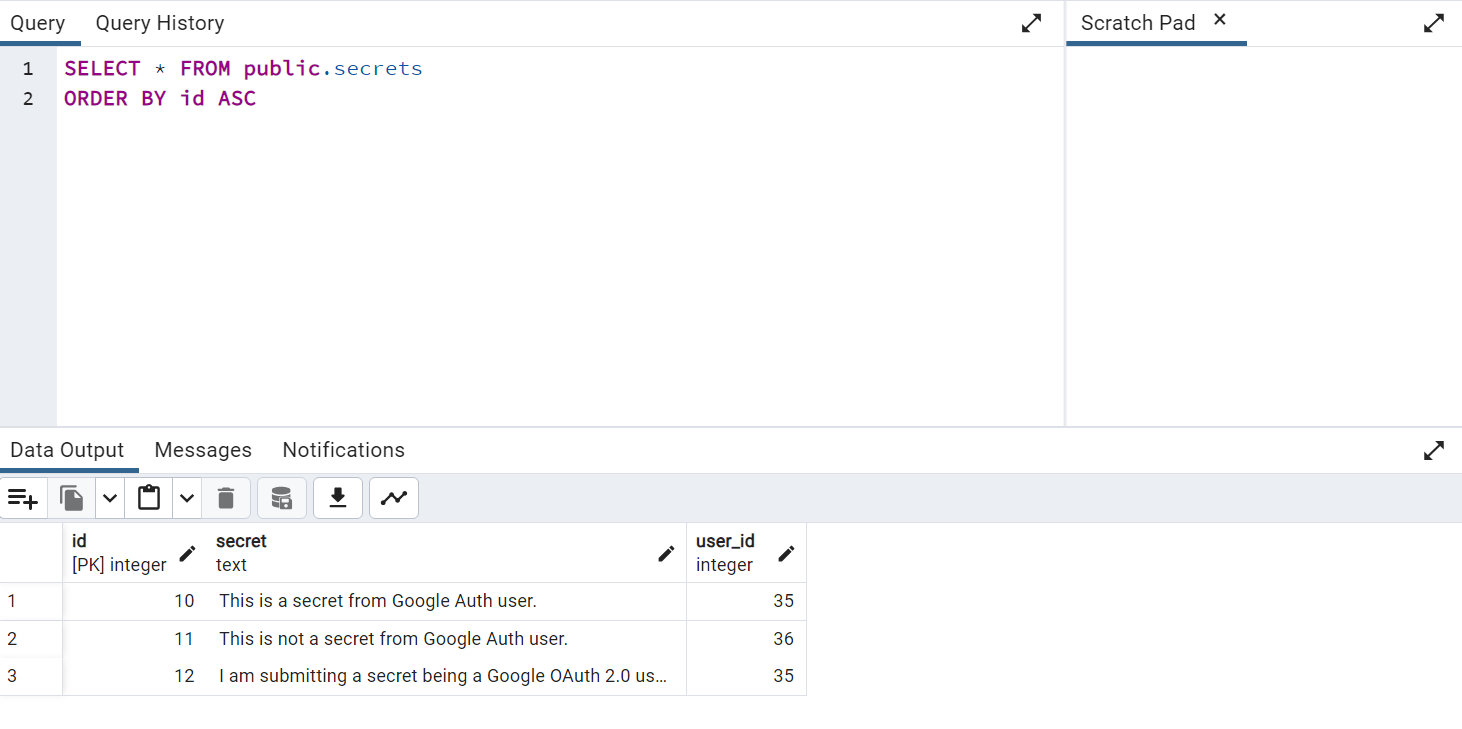 Query Query History
Scratch Pad ×
1 SELECT * FROM public.secrets
2 ORDER BY id ASC
Data Output Messages Notifications
id secret user_id
[PK] integer text integer
1 10 This is a secret from Google Auth user. 35
2 11 This is not a secret from Google Auth user. 36
3 12 I am submitting a secret being a Google OAuth 2.0 us... 35